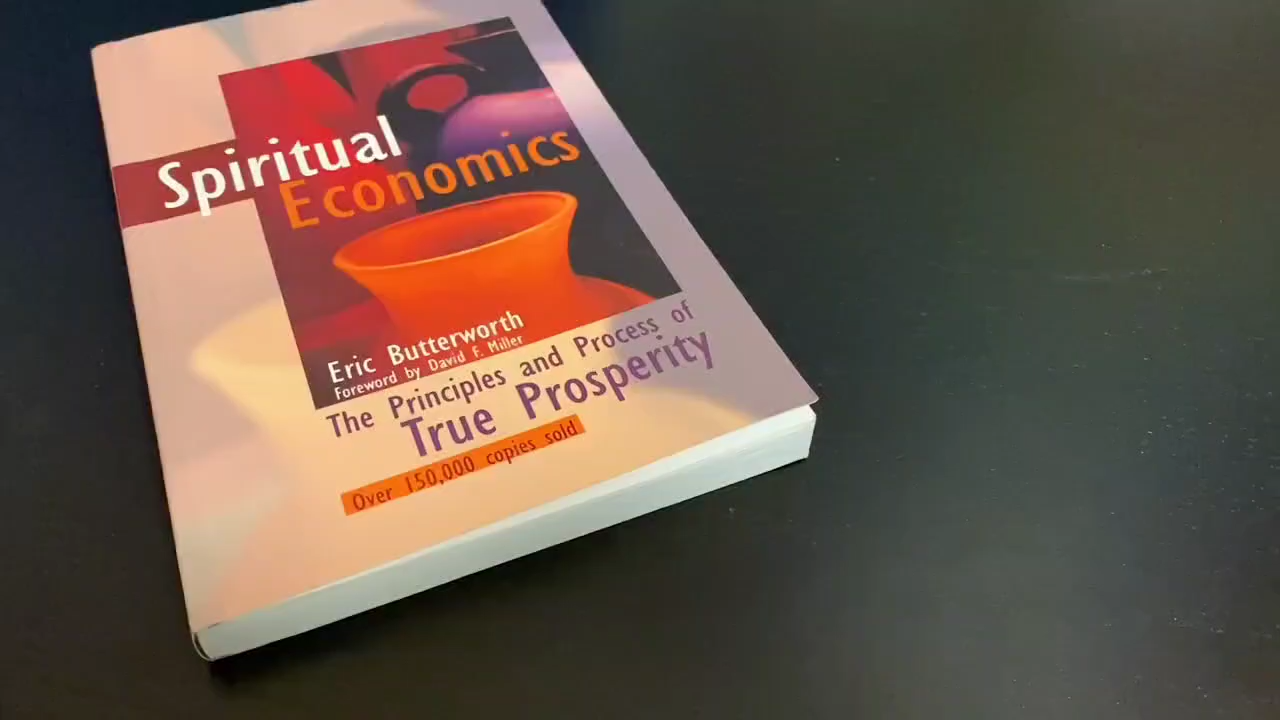 Spiritual
Economics
Eric Butterworth
Foreword by David F. Miller
The Principles and Process of
True Prosperity
Over 150,000 copies sold